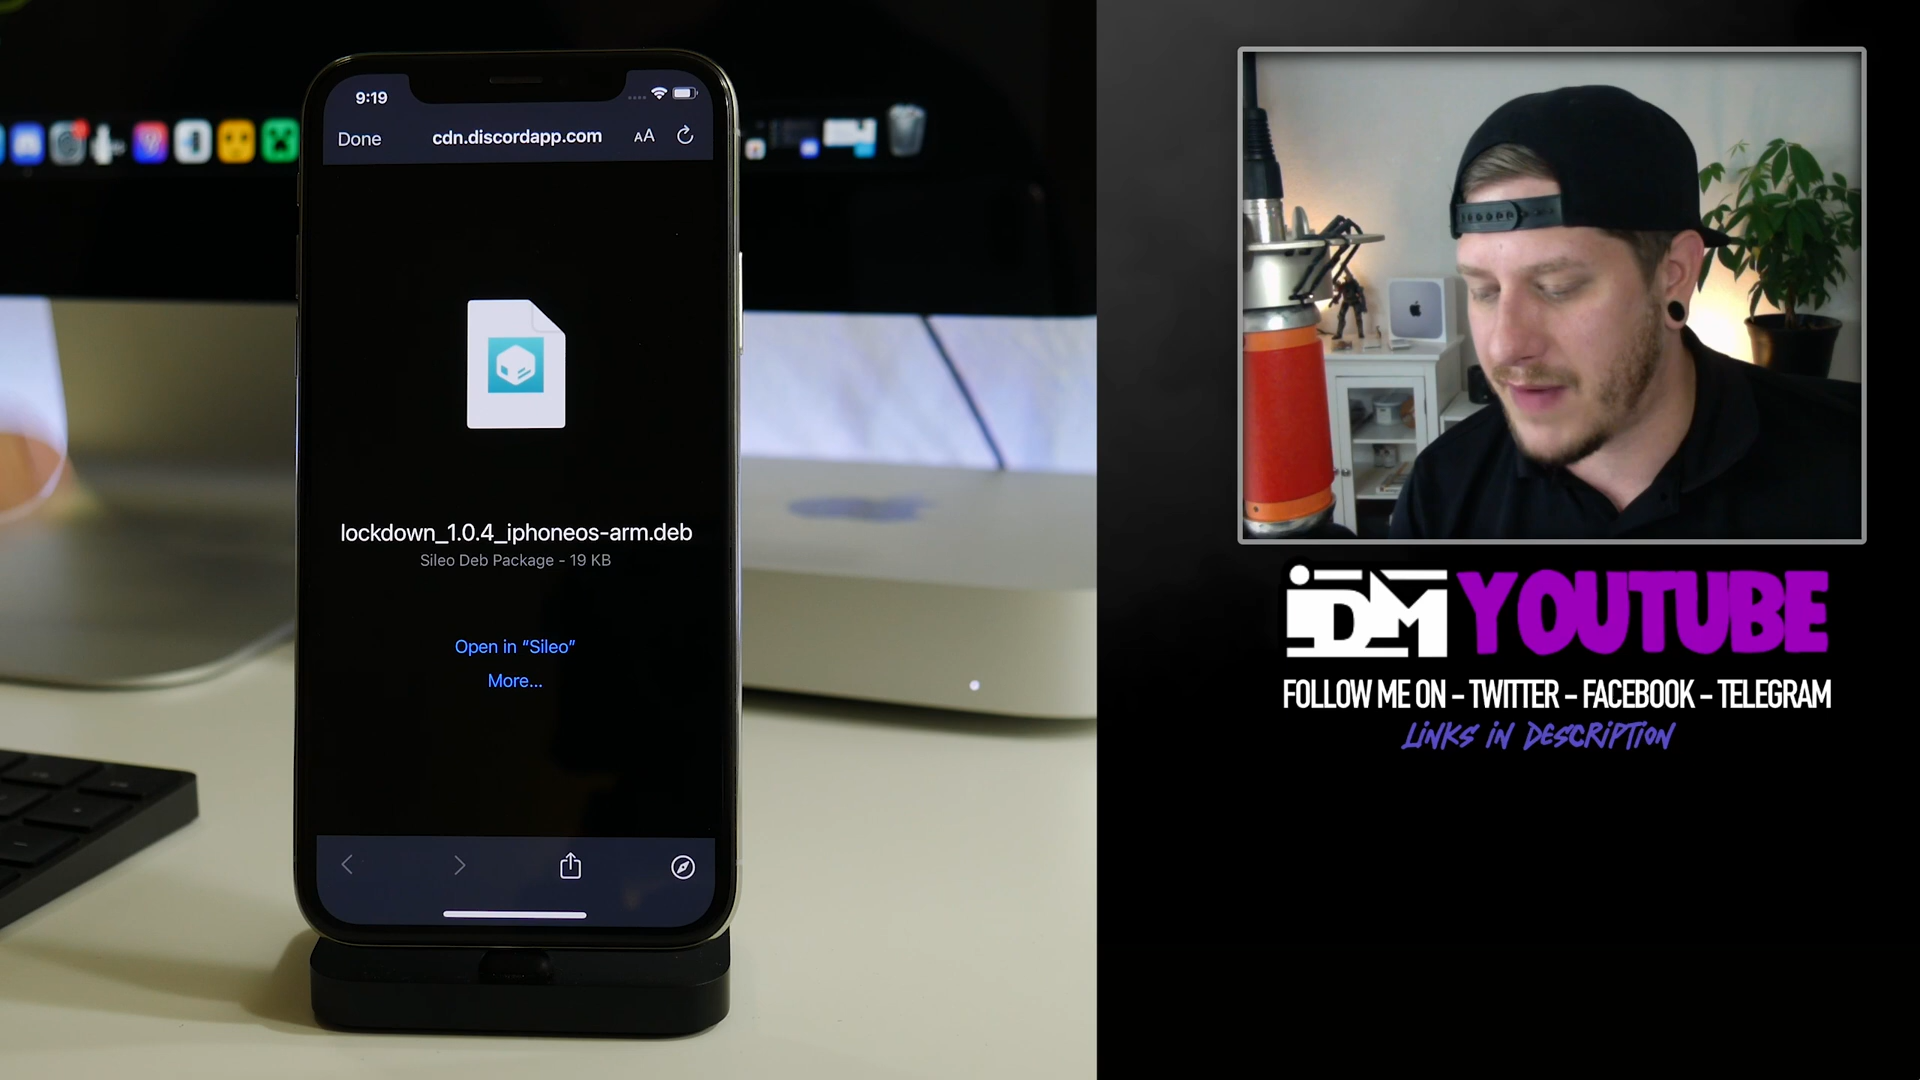 9:19
Done
cdn.discordapp.com
AA
lockdown_1.0.4_iphoneos-arm.deb
Sileo Deb Package - 19 KB
Open in “Sileo”
More...
iDM YOUTUBE
FOLLOW ME ON - TWITTER - FACEBOOK - TELEGRAM
LINKS IN DESCRIPTION